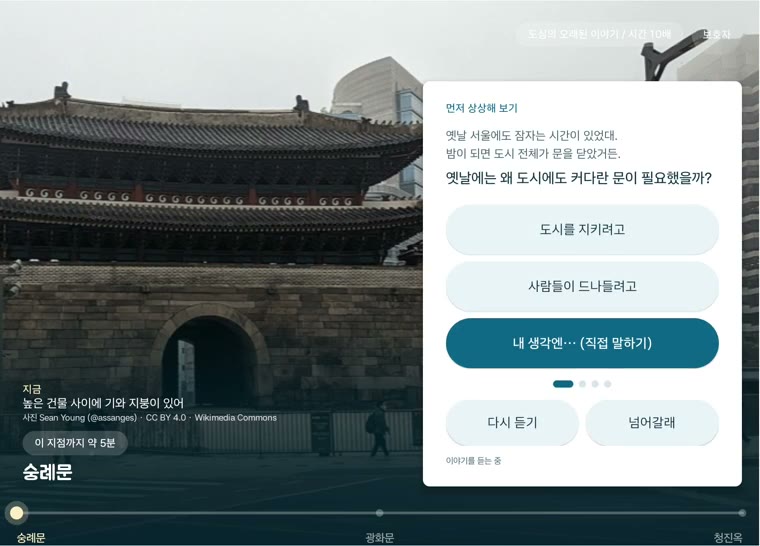 도심의 오래된 이야기 / 시간 10배
보호자
먼저 상상해 보기
옛날 서울에도 잠자는 시간이 있었대.
밤이 되면 도시 전체가 문을 닫았거든.
옛날에는 왜 도시에도 커다란 문이 필요했을까?
도시를 지키려고
사람들이 드나들려고
내 생각엔… (직접 말하기)
다시 듣기
넘어갈래
이야기를 듣는 중
지금
높은 건물 사이에 기와 지붕이 있어
사진 Sean Young (@assanges) · CC BY 4.0 · Wikimedia Commons
이 지점까지 약 5분
숭례문
숭례문
광화문
청진옥